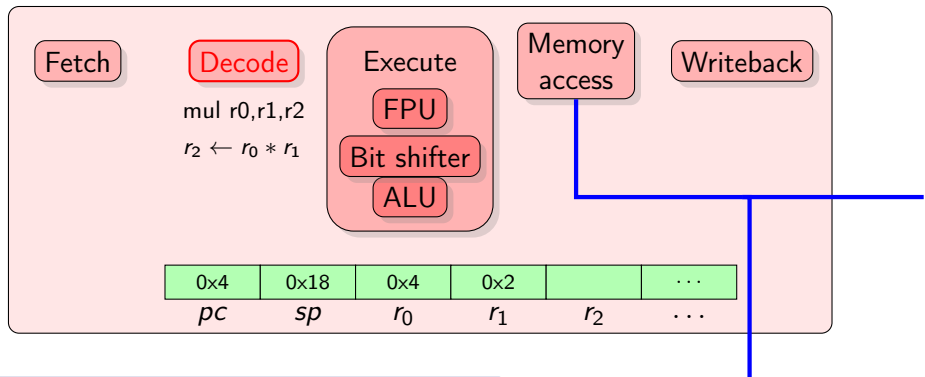 Fetch
Decode
mul r0,r1,r2
r₂ ← r₀ * r₁
Execute
FPU
Bit shifter
ALU
Memory
access
Writeback
0x4 0x18 0x4 0x2 ···
pc sp r₀ r₁ r₂ ...